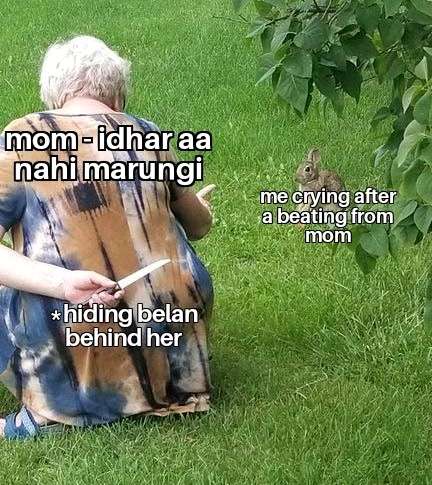 mom - idhar aa
nahi marungi
me crying after
a beating from
mom
*hiding belan
behind her